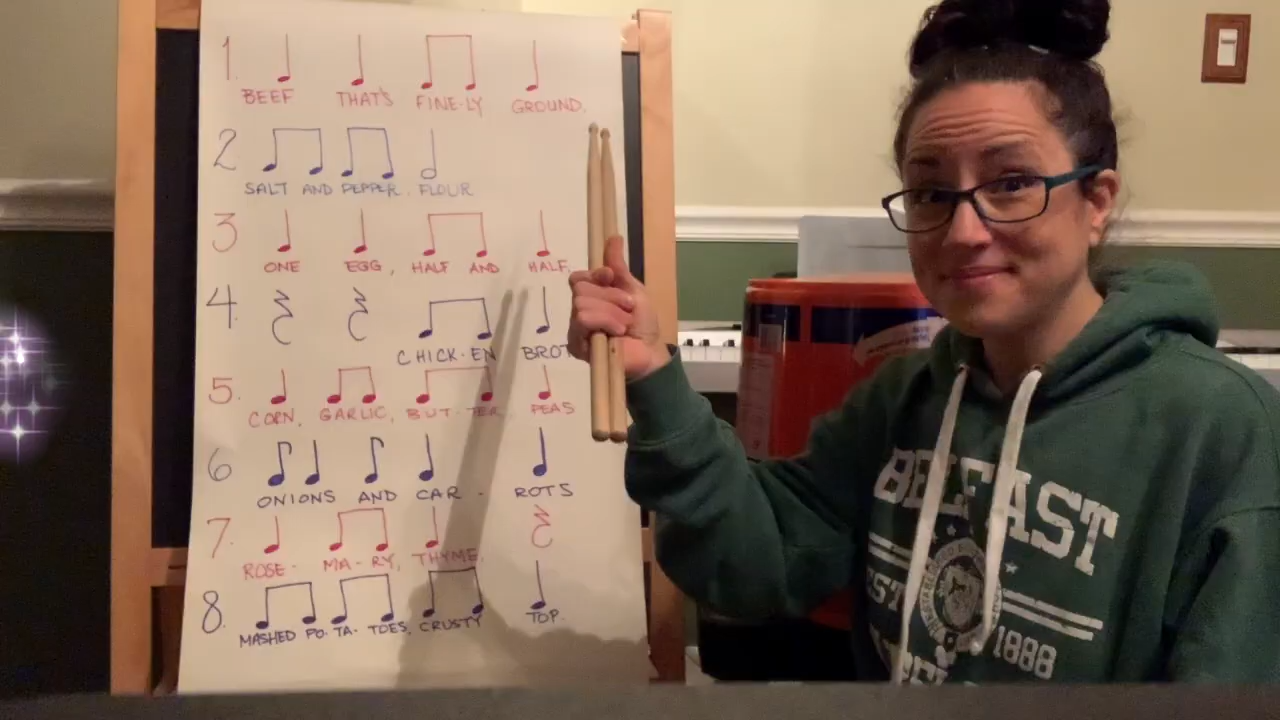 1. BEEF THAT'S FINE-LY GROUND.
2 SALT AND PEPPER. FLOUR
3 ONE EGG, HALF AND HALF.
4 CHICK-EN BROT
5. CORN, GARLIC, BUT-TER PEAS
6 ONIONS AND CAR - ROTS
7. ROSE- MA-RY, THYME.
8. MASHED PO-TA-TOES, CRUSTY TOP.
BELFAST
EST
1888